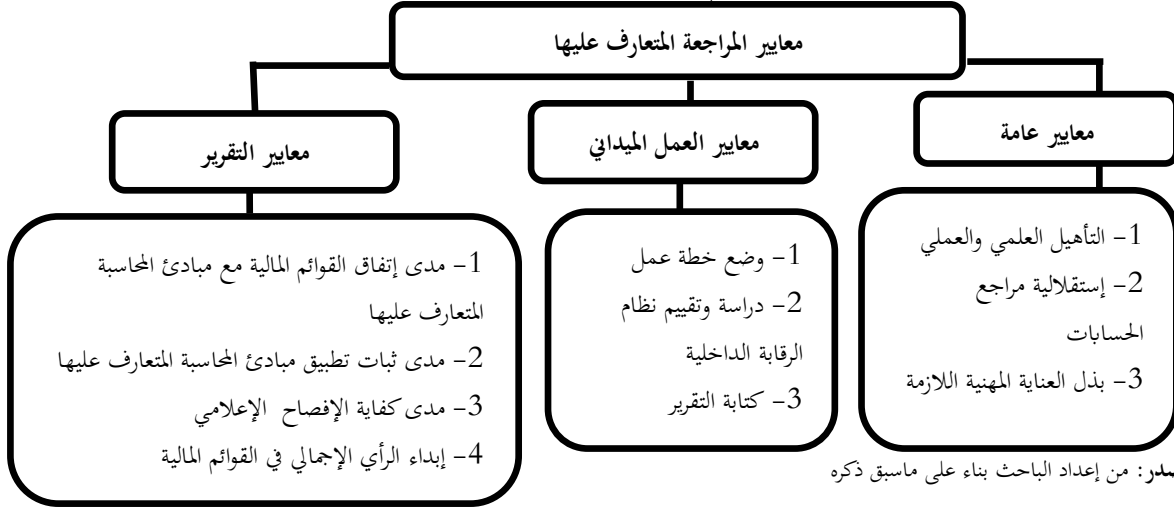 معايير المراجعة المتعارف عليها
معايير عامة
معايير العمل الميداني
معايير التقرير
1- التأهيل العلمي والعملي
2- إستقلالية مراجع
الحسابات
3- بذل العناية المهنية اللازمة
1- وضع خطة عمل
2- دراسة وتقييم نظام
الرقابة الداخلية
3- كتابة التقرير
1- مدى إتفاق القوائم المالية مع مبادئ المحاسبة
المتعارف عليها
2- مدى ثبات تطبيق مبادئ المحاسبة المتعارف عليها
3- مدى كفاية الإفصاح الإعلامي
4- إبداء الرأي الإجمالي في القوائم المالية
صدر: من إعداد الباحث بناء على ماسبق ذكره